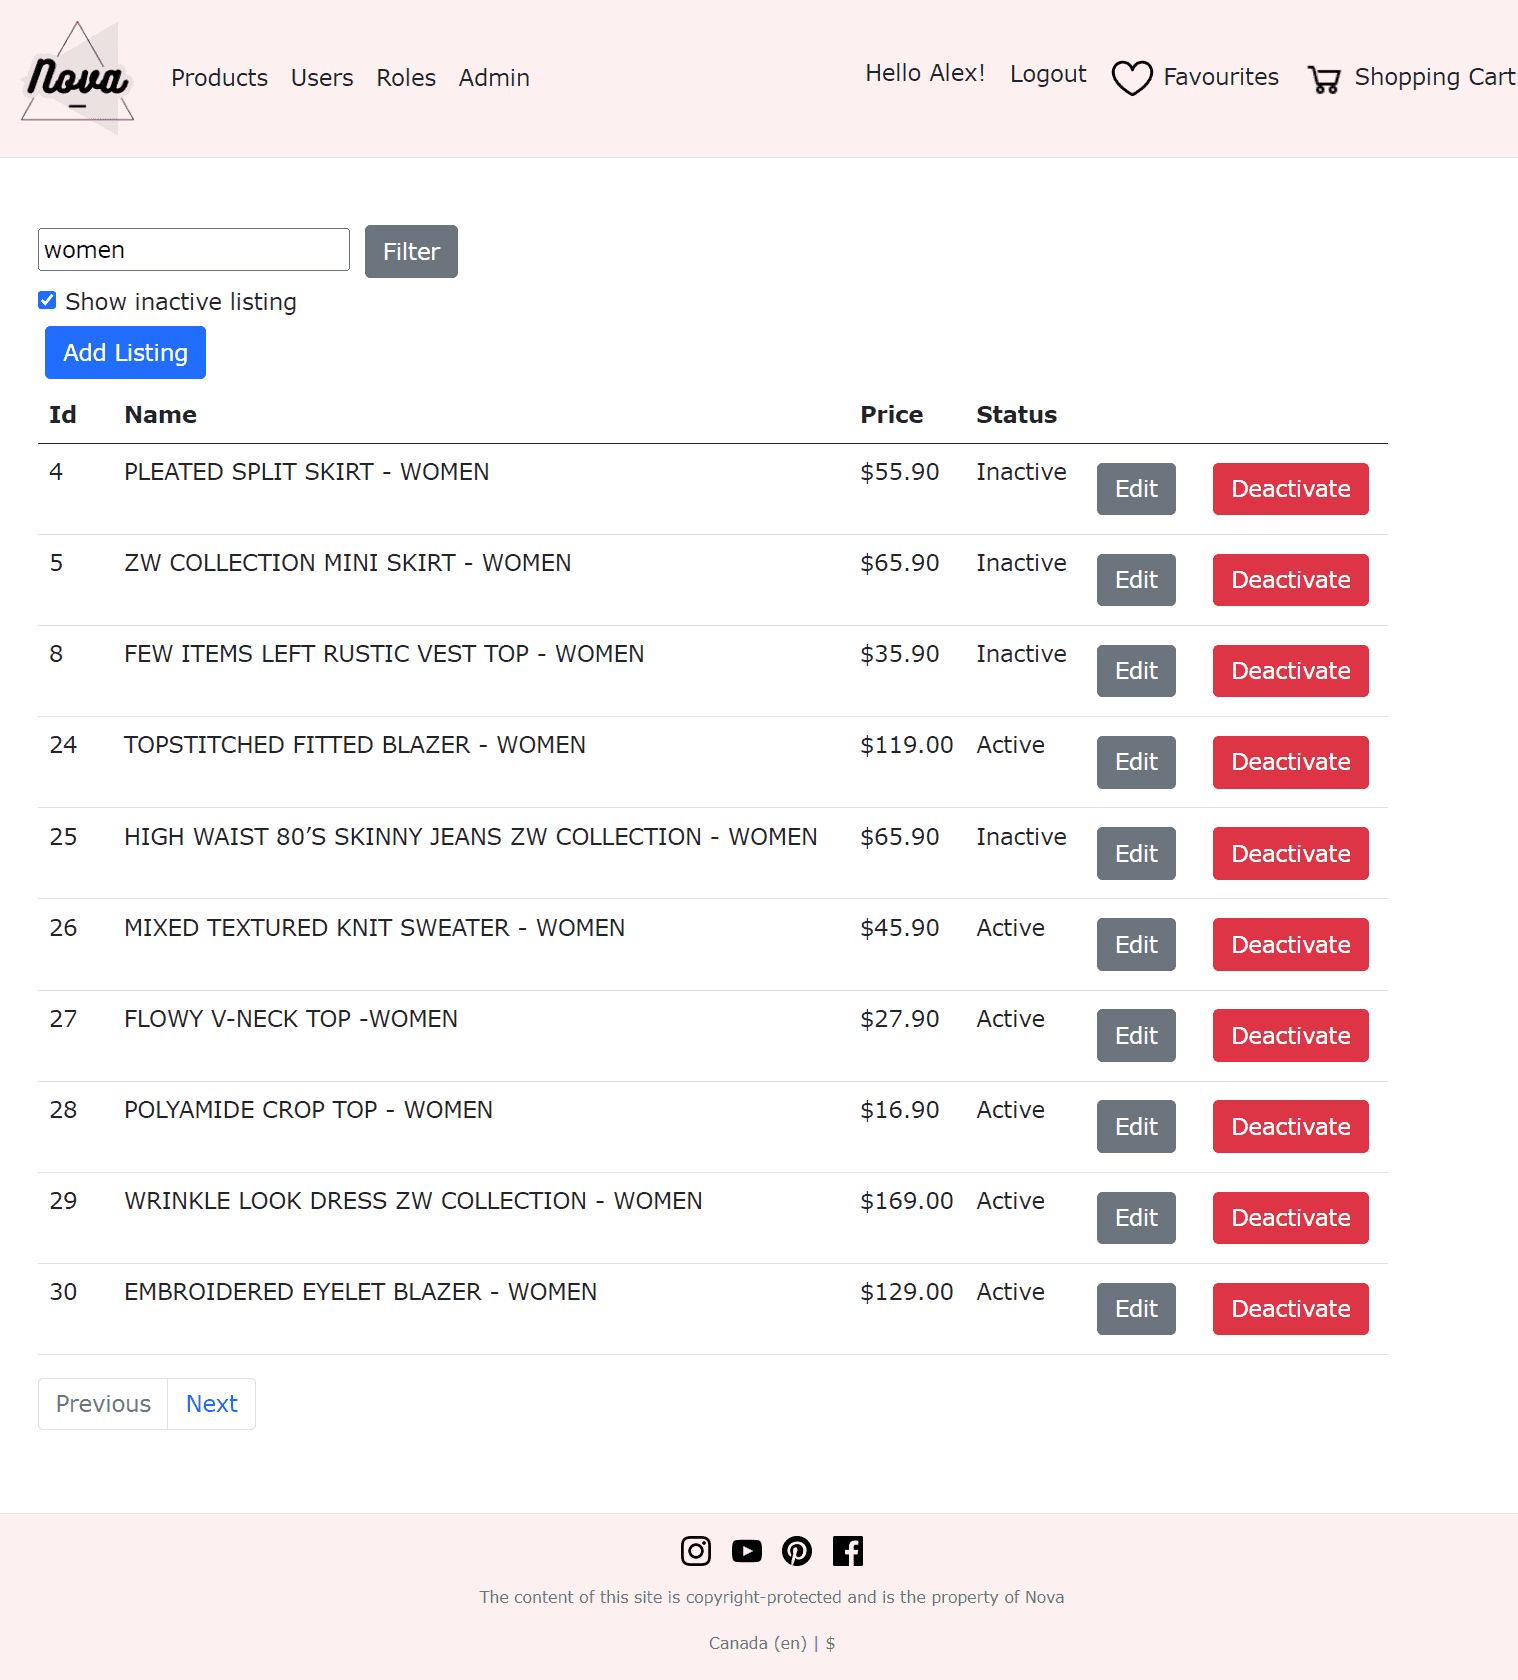 Nova
Products Users Roles Admin
Hello Alex! Logout Favourites Shopping Cart
women Filter
Show inactive listing
Add Listing
Id Name Price Status
4 PLEATED SPLIT SKIRT - WOMEN $55.90 Inactive Edit Deactivate
5 ZW COLLECTION MINI SKIRT - WOMEN $65.90 Inactive Edit Deactivate
8 FEW ITEMS LEFT RUSTIC VEST TOP - WOMEN $35.90 Inactive Edit Deactivate
24 TOPSTITCHED FITTED BLAZER - WOMEN $119.00 Active Edit Deactivate
25 HIGH WAIST 80’S SKINNY JEANS ZW COLLECTION - WOMEN $65.90 Inactive Edit Deactivate
26 MIXED TEXTURED KNIT SWEATER - WOMEN $45.90 Active Edit Deactivate
27 FLOWY V-NECK TOP -WOMEN $27.90 Active Edit Deactivate
28 POLYAMIDE CROP TOP - WOMEN $16.90 Active Edit Deactivate
29 WRINKLE LOOK DRESS ZW COLLECTION - WOMEN $169.00 Active Edit Deactivate
30 EMBROIDERED EYELET BLAZER - WOMEN $129.00 Active Edit Deactivate
Previous Next
The content of this site is copyright-protected and is the property of Nova
Canada (en) | $